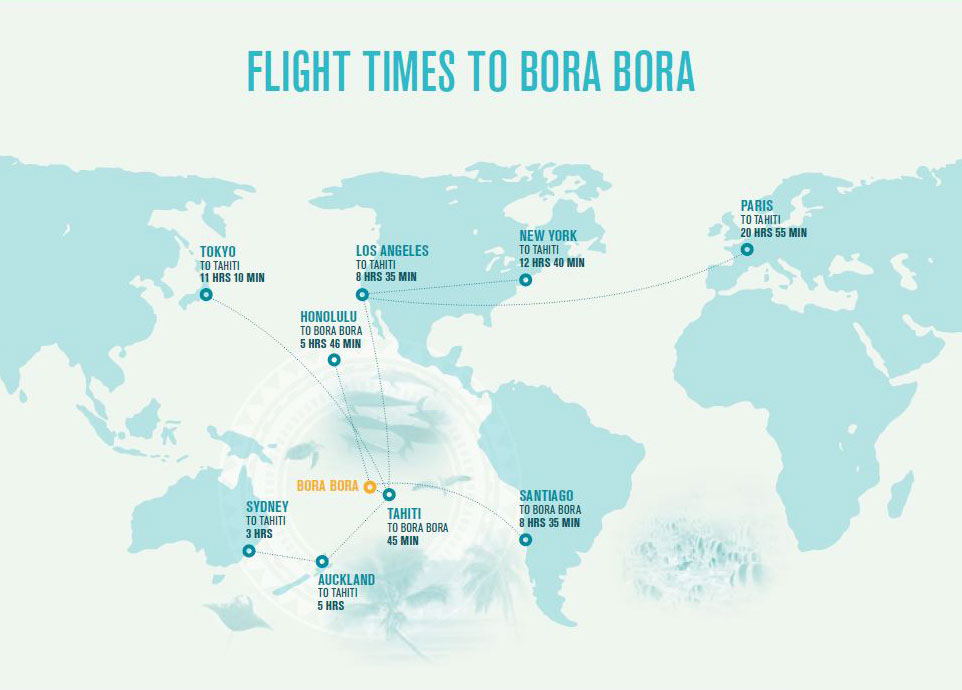 FLIGHT TIMES TO BORA BORA
PARIS
TO TAHITI
20 HRS 55 MIN
NEW YORK
TO TAHITI
12 HRS 40 MIN
TOKYO
TO TAHITI
11 HRS 10 MIN
LOS ANGELES
TO TAHITI
8 HRS 35 MIN
HONOLULU
TO BORA BORA
5 HRS 46 MIN
BORA BORA
SYDNEY
TO TAHITI
3 HRS
TAHITI
TO BORA BORA
45 MIN
SANTIAGO
TO BORA BORA
8 HRS 35 MIN
AUCKLAND
TO TAHITI
5 HRS